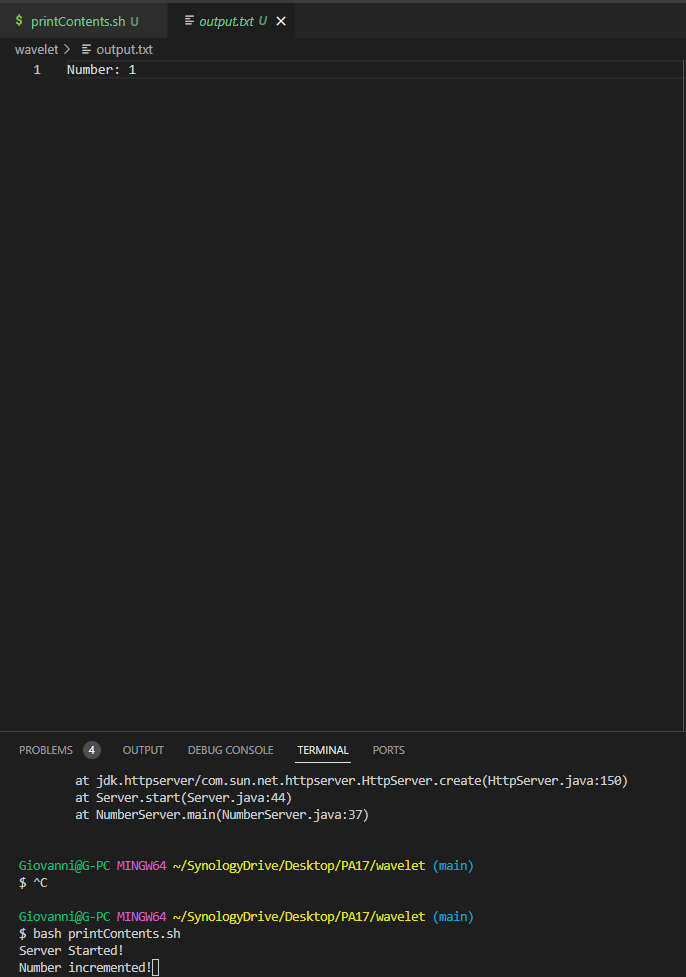 $ printContents.sh U output.txt U
wavelet > output.txt
1 Number: 1
PROBLEMS 4 OUTPUT DEBUG CONSOLE TERMINAL PORTS
at jdk.httpserver/com.sun.net.httpserver.HttpServer.create(HttpServer.java:150)
at Server.start(Server.java:44)
at NumberServer.main(NumberServer.java:37)
Giovanni@G-PC MINGW64 ~/SynologyDrive/Desktop/PA17/wavelet (main)
$ ^C
Giovanni@G-PC MINGW64 ~/SynologyDrive/Desktop/PA17/wavelet (main)
$ bash printContents.sh
Server Started!
Number incremented!